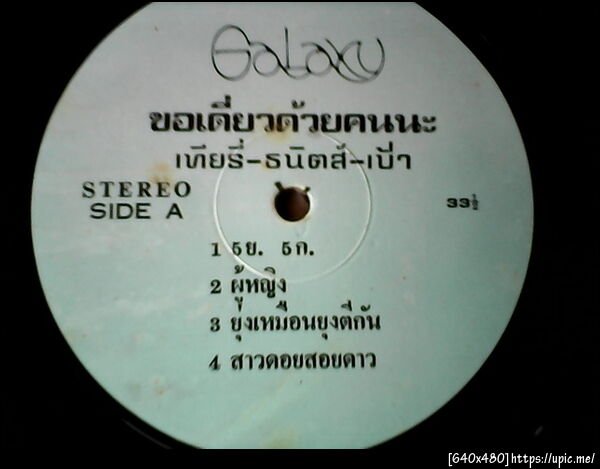 Galaxy
ขอเดี่ยวด้วยคนนะ
เทียรี่-ธนิตส์-เป้า
STEREO
SIDE A
33⅓
1 5ย. 5ก.
2 ผู้หญิง
3 ยุ่งเหมือนยุงตีกัน
4 สาวดอยสอยดาว
[640x480]https://upic.me/